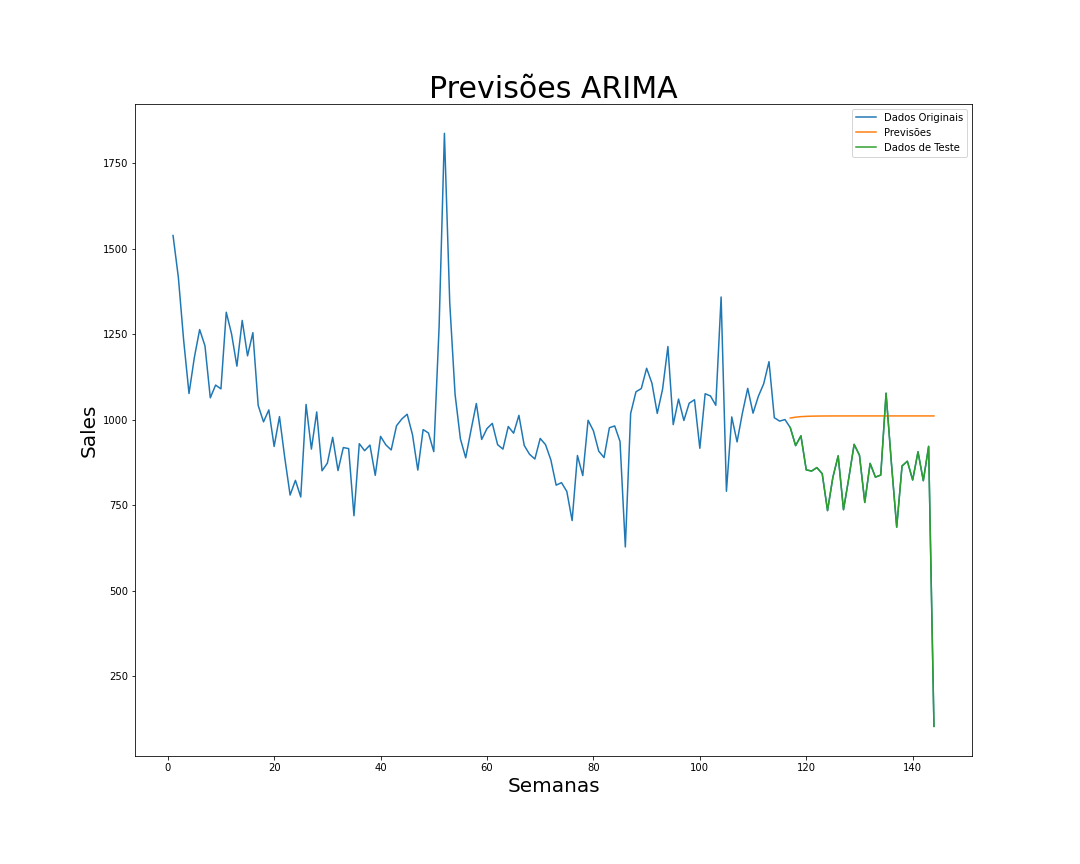 Previsões ARIMA
Dados Originais
Previsões
Dados de Teste
Sales
1750
1500
1250
1000
750
500
250
0 20 40 60 80 100 120 140
Semanas